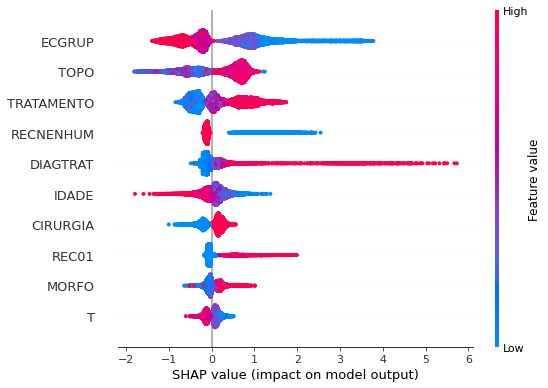 High
ECGRUP
TOPO
TRATAMENTO
RECNENHUM
DIAGTRAT
IDADE
CIRURGIA
REC01
MORFO
T
Feature value
Low
−2 −1 0 1 2 3 4 5 6
SHAP value (impact on model output)